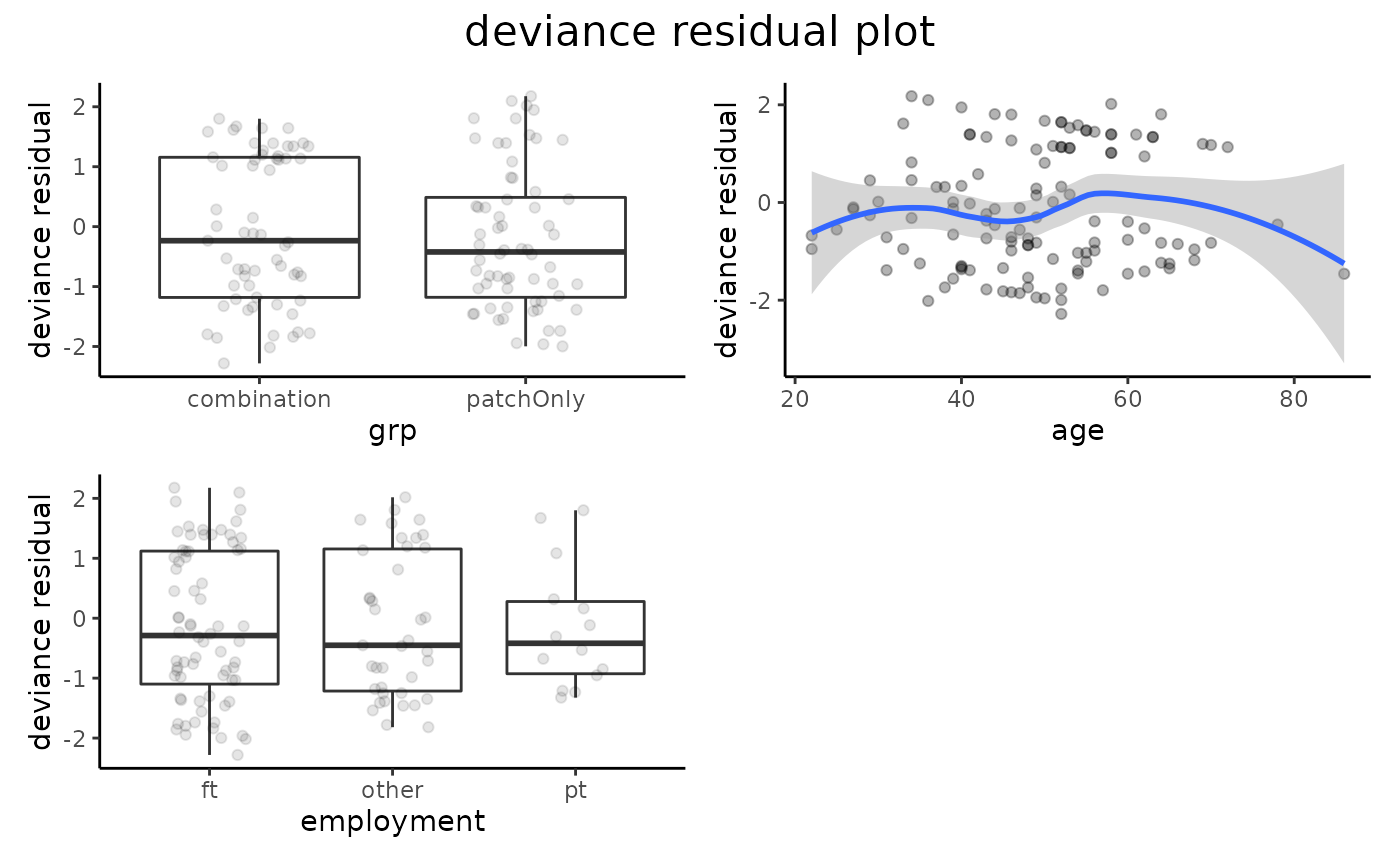 deviance residual plot
deviance residual
2
1
0
-1
-2
combination patchOnly
grp
deviance residual
2
0
-2
20 40 60 80
age
deviance residual
2
1
0
-1
-2
ft other pt
employment